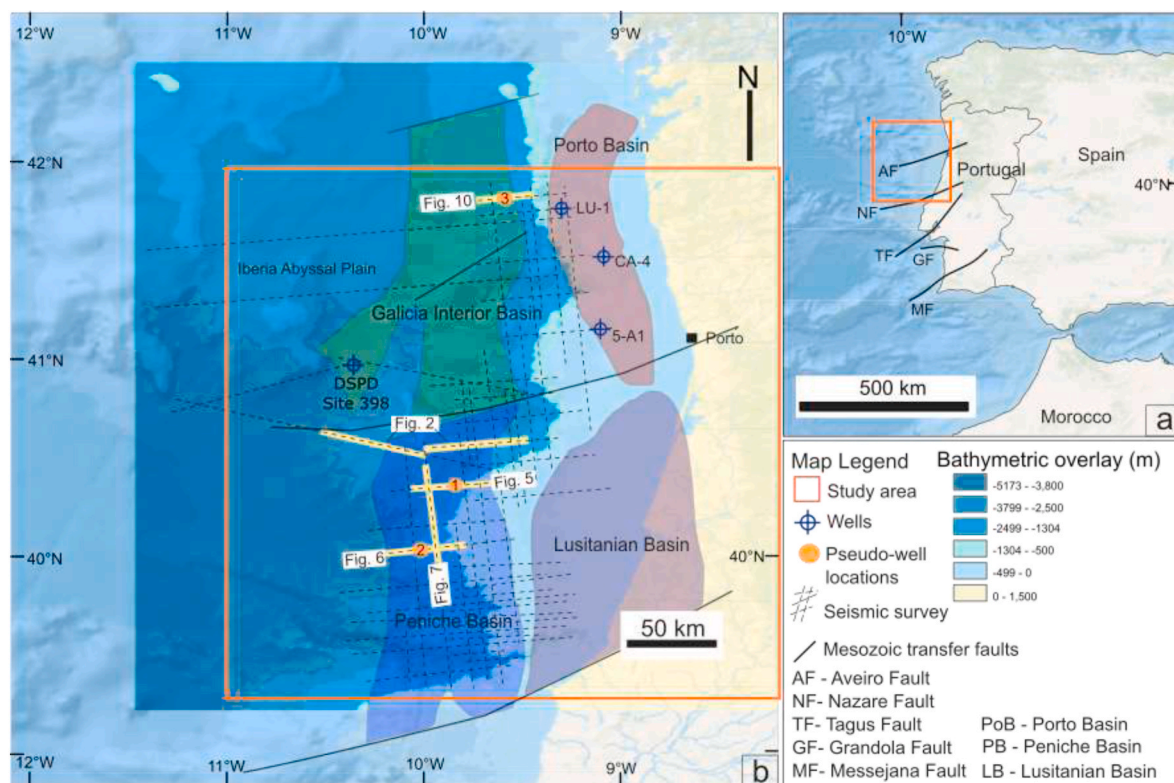 12°W
11°W
10°W
9°W
N
42°N
Porto Basin
Fig. 10
3
LU-1
CA-4
Iberia Abyssal Plain
Galicia Interior Basin
5-A1
41°N
Porto
DSPD
Site 398
Fig. 2
1
Fig. 5
40°N
Lusitanian Basin
40°N
Fig. 6
2
Fig. 7
Peniche Basin
50 km
12°W
11°W
10°W
9°W
b
10°W
AF
Portugal
Spain
40°N
NF
TF
GF
MF
500 km
Morocco
a
Map Legend
Study area
Wells
Pseudo-well
locations
Seismic survey
Mesozoic transfer faults
AF - Aveiro Fault
NF- Nazare Fault
TF- Tagus Fault
GF- Grandola Fault
MF- Messejana Fault
Bathymetric overlay (m)
-5173 - -3,800
-3799 - -2,500
-2499 - -1304
-1304 - -500
-499 - 0
0 - 1,500
PoB - Porto Basin
PB - Peniche Basin
LB - Lusitanian Basin